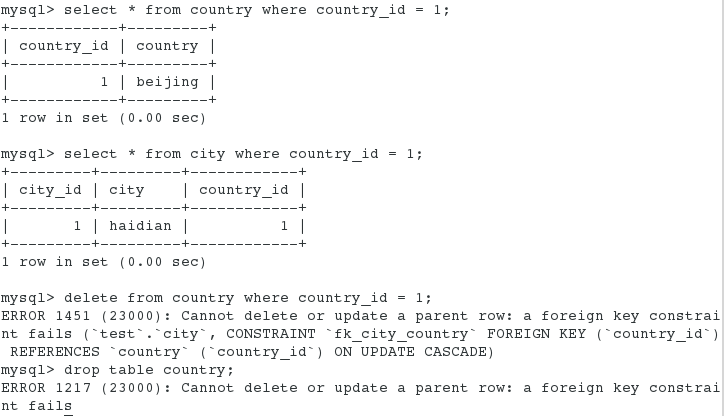 mysql> select * from country where country_id = 1;
+------------+---------+
| country_id | country |
+------------+---------+
|          1 | beijing |
+------------+---------+
1 row in set (0.00 sec)

mysql> select * from city where country_id = 1;
+---------+---------+------------+
| city_id | city    | country_id |
+---------+---------+------------+
|       1 | haidian |          1 |
+---------+---------+------------+
1 row in set (0.00 sec)

mysql> delete from country where country_id = 1;
ERROR 1451 (23000): Cannot delete or update a parent row: a foreign key constrai
nt fails (`test`.`city`, CONSTRAINT `fk_city_country` FOREIGN KEY (`country_id`)
 REFERENCES `country` (`country_id`) ON UPDATE CASCADE)
mysql> drop table country;
ERROR 1217 (23000): Cannot delete or update a parent row: a foreign key constrai
nt fails